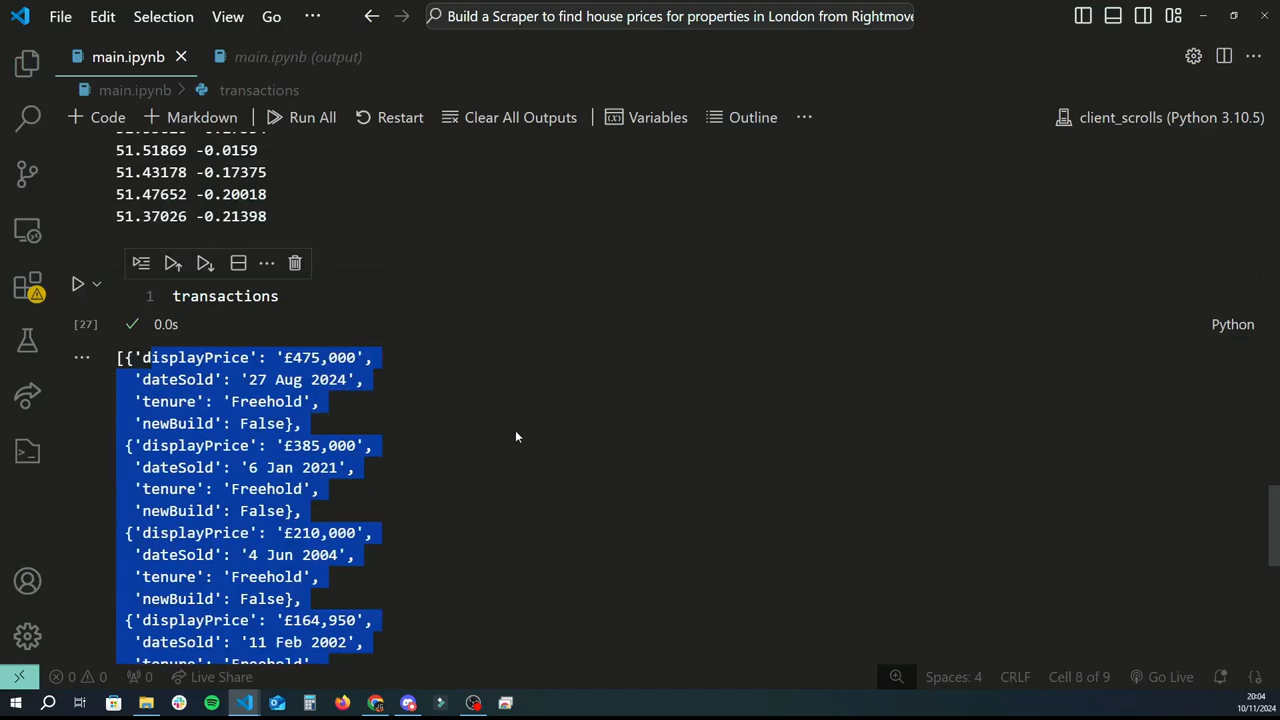 File Edit Selection View Go ··· Build a Scraper to find house prices for properties in London from Rightmove
main.ipynb main.ipynb (output)
main.ipynb > transactions
+ Code + Markdown Run All Restart Clear All Outputs Variables Outline ··· client_scrolls (Python 3.10.5)
51.51869 -0.0159
51.43178 -0.17375
51.47652 -0.20018
51.37026 -0.21398
1 transactions
[27] 0.0s Python
[{'displayPrice': '£475,000',
'dateSold': '27 Aug 2024',
'tenure': 'Freehold',
'newBuild': False},
{'displayPrice': '£385,000',
'dateSold': '6 Jan 2021',
'tenure': 'Freehold',
'newBuild': False},
{'displayPrice': '£210,000',
'dateSold': '4 Jun 2004',
'tenure': 'Freehold',
'newBuild': False},
{'displayPrice': '£164,950',
'dateSold': '11 Feb 2002',
'tenure': 'Freehold'
0 0 0 Live Share Spaces: 4 CRLF Cell 8 of 9 Go Live
20:04
10/11/2024